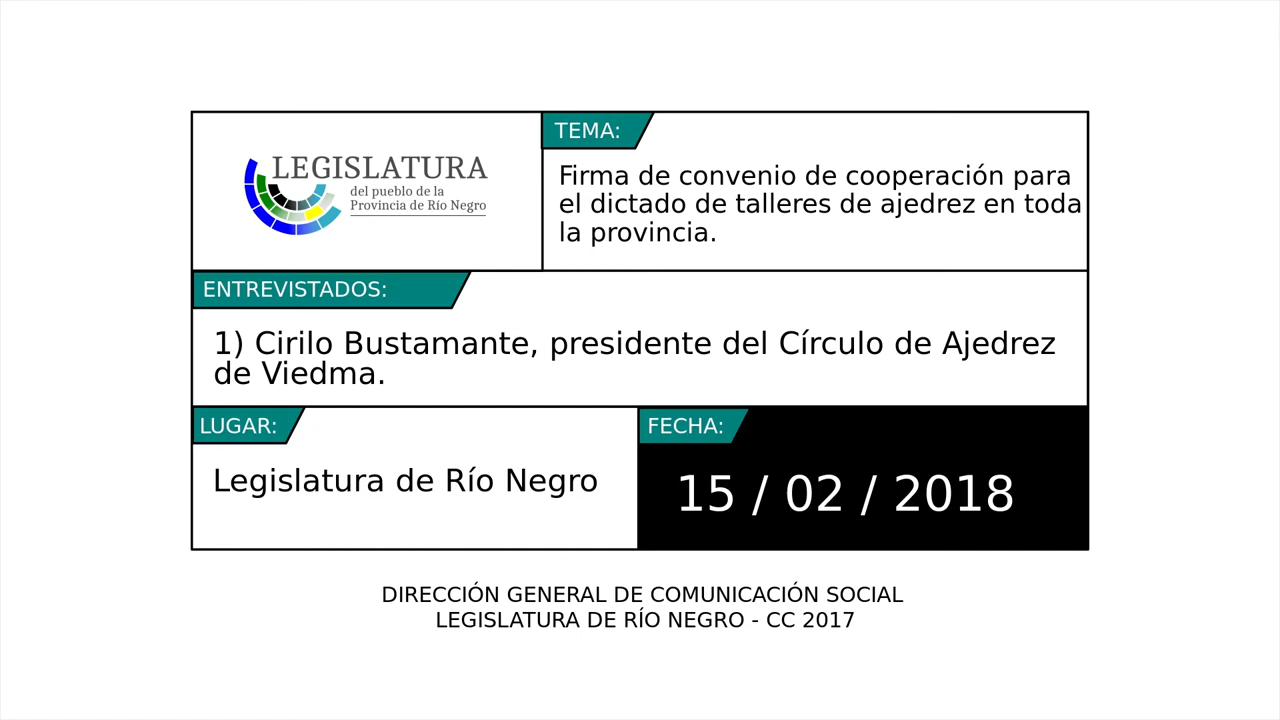 LEGISLATURA
del pueblo de la
Provincia de Río Negro
TEMA:
Firma de convenio de cooperación para
el dictado de talleres de ajedrez en toda
la provincia.
ENTREVISTADOS:
1) Cirilo Bustamante, presidente del Círculo de Ajedrez
de Viedma.
LUGAR:
Legislatura de Río Negro
FECHA:
15 / 02 / 2018
DIRECCIÓN GENERAL DE COMUNICACIÓN SOCIAL
LEGISLATURA DE RÍO NEGRO - CC 2017